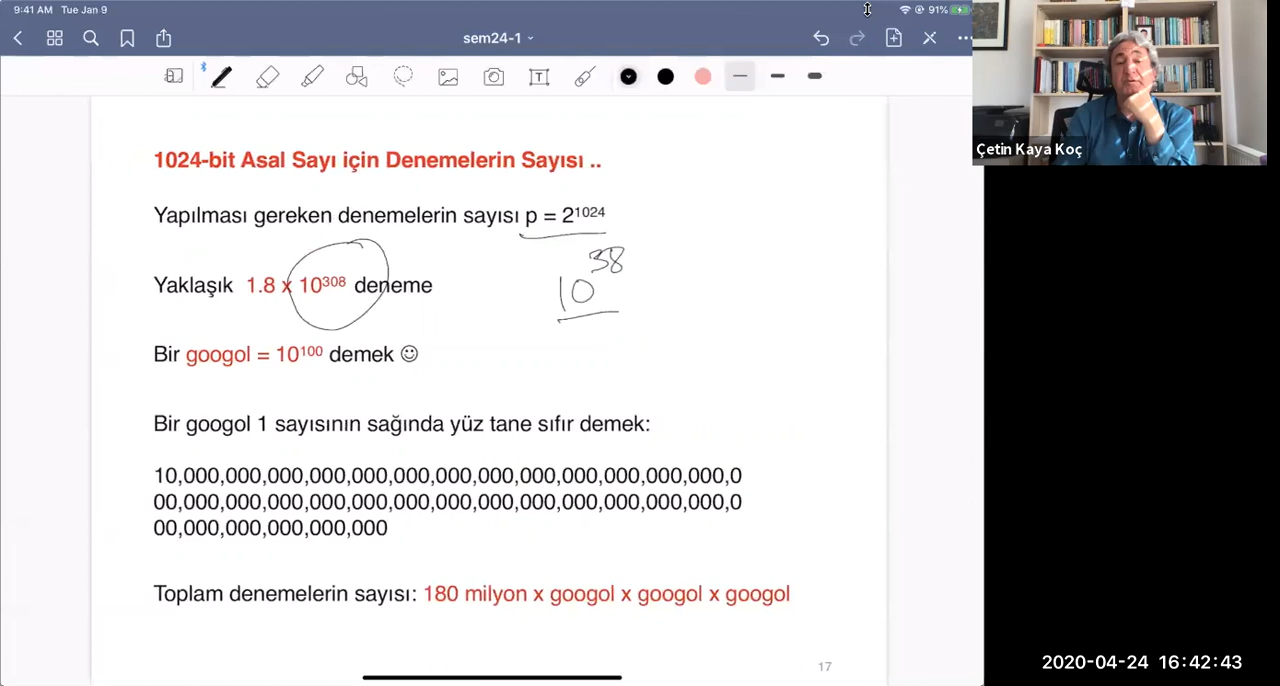 9:41 AM Tue Jan 9
91%
sem24-1
T
1024-bit Asal Sayı için Denemelerin Sayısı ..
Yapılması gereken denemelerin sayısı p = 2¹⁰²⁴
10³⁸
Yaklaşık 1.8 x 10³⁰⁸ deneme
Bir googol = 10¹⁰⁰ demek ☺
Bir googol 1 sayısının sağında yüz tane sıfır demek:
10,000,000,000,000,000,000,000,000,000,000,000,000,000,0
00,000,000,000,000,000,000,000,000,000,000,000,000,000,0
00,000,000,000,000,000
Toplam denemelerin sayısı: 180 milyon x googol x googol x googol
17
Çetin Kaya Koç
2020-04-24 16:42:43